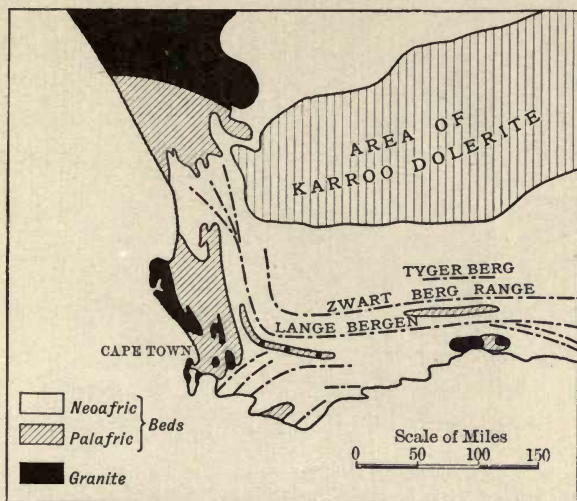 AREA OF
KARROO DOLERITE
TYGER BERG
ZWART BERG RANGE
LANGE BERGEN
CAPE TOWN
Neoafric
Palafric
Beds
Granite
Scale of Miles
0 50 100 150